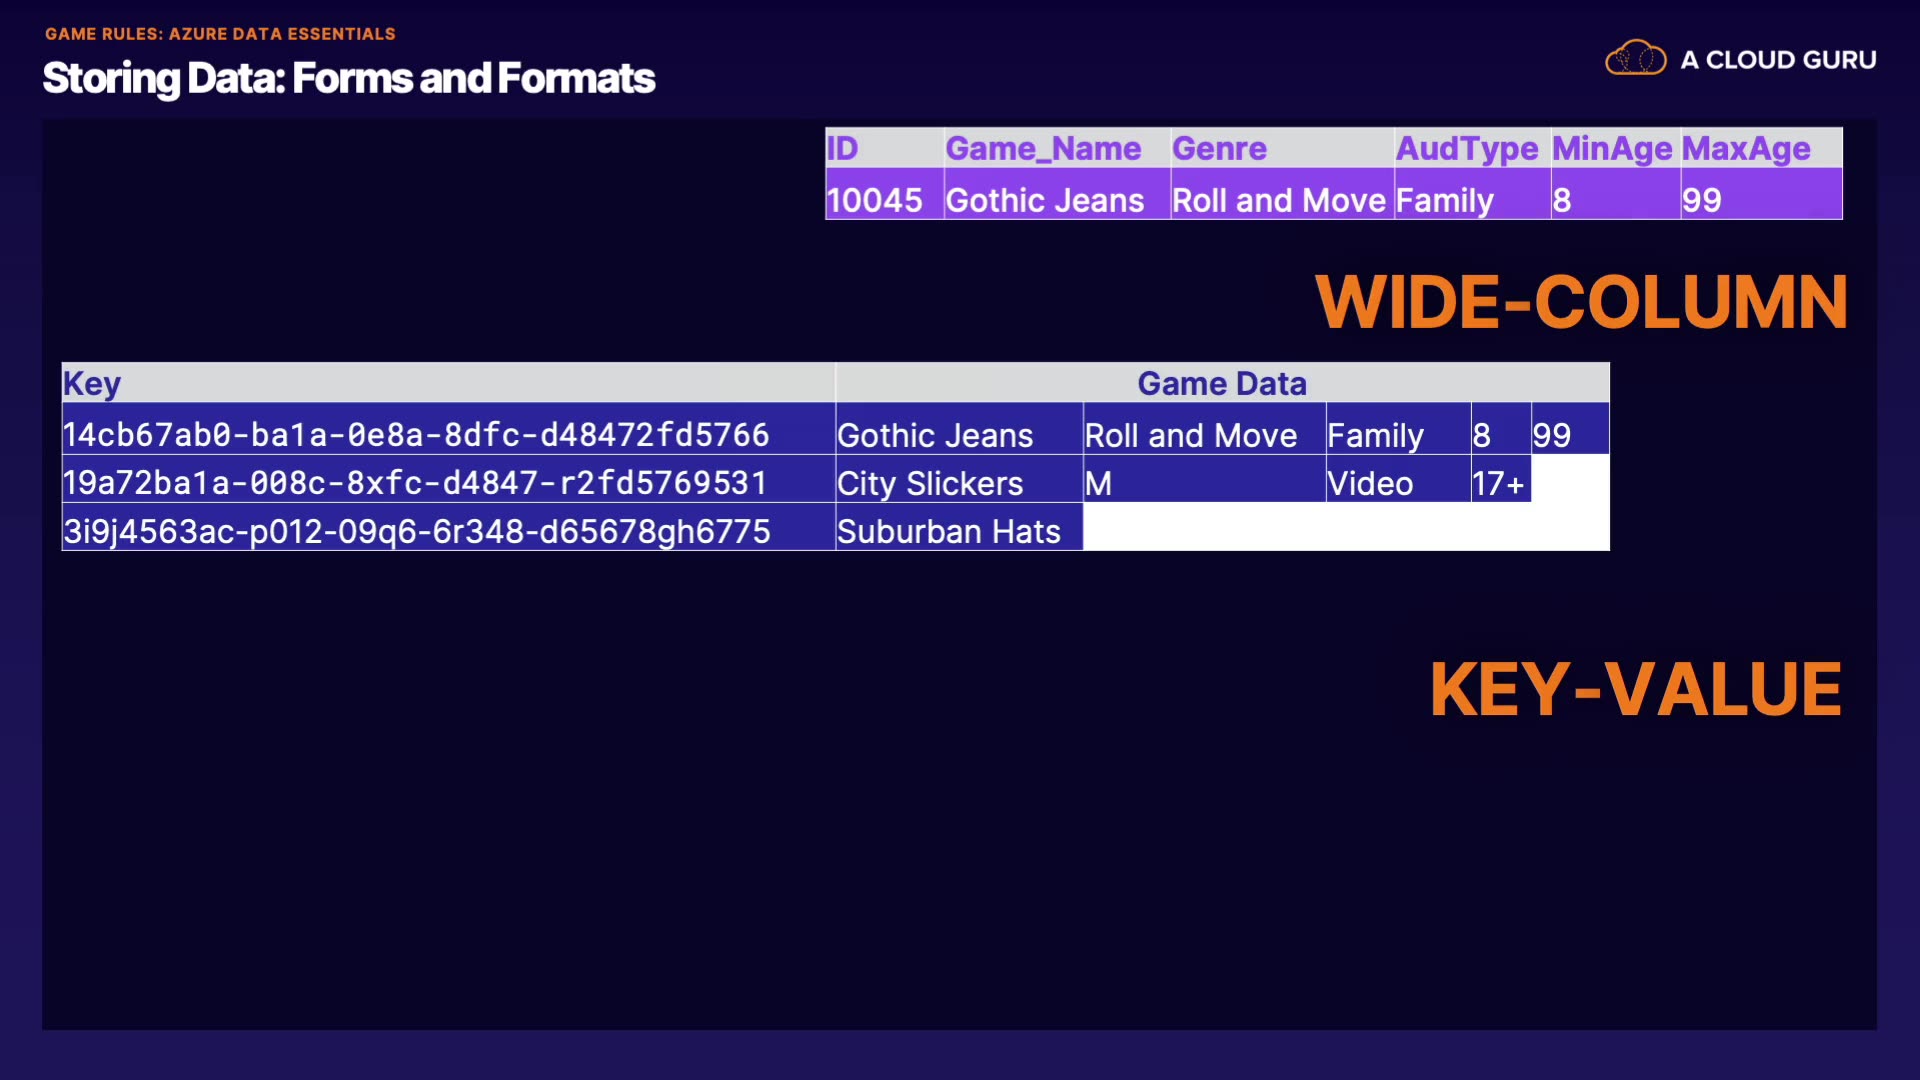 GAME RULES: AZURE DATA ESSENTIALS
Storing Data: Forms and Formats
A CLOUD GURU
ID Game_Name Genre AudType MinAge MaxAge
10045 Gothic Jeans Roll and Move Family 8 99
WIDE-COLUMN
Key Game Data
14cb67ab0-ba1a-0e8a-8dfc-d48472fd5766 Gothic Jeans Roll and Move Family 8 99
19a72ba1a-008c-8xfc-d4847-r2fd5769531 City Slickers M Video 17+
3i9j4563ac-p012-09q6-6r348-d65678gh6775 Suburban Hats
KEY-VALUE